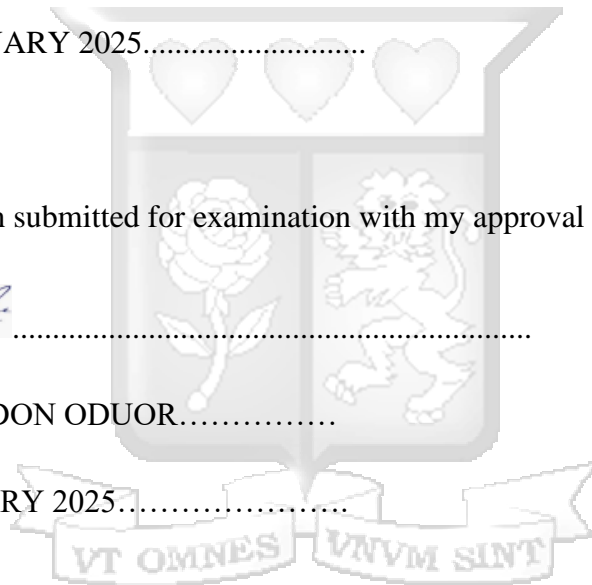 ARY 2025............................
submitted for examination with my approval
...............................................................
DON ODUOR……………
RY 2025…………………..
VT OMNES VNVM SINT